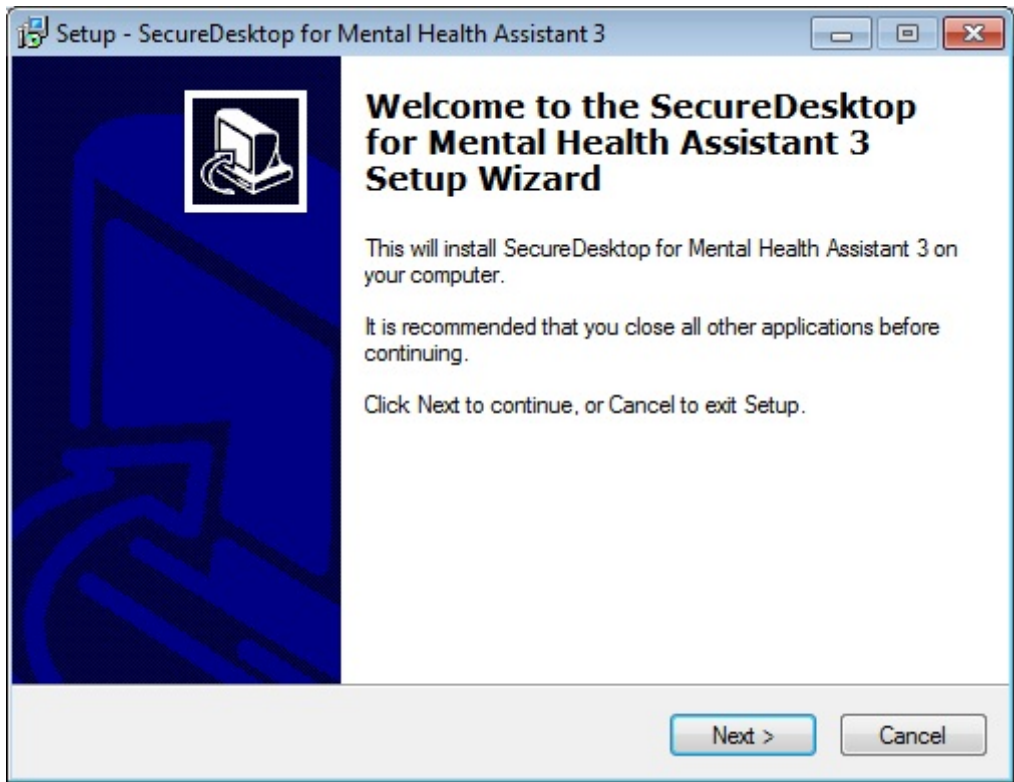 Setup - SecureDesktop for Mental Health Assistant 3
Welcome to the SecureDesktop
for Mental Health Assistant 3
Setup Wizard
This will install SecureDesktop for Mental Health Assistant 3 on
your computer.
It is recommended that you close all other applications before
continuing.
Click Next to continue, or Cancel to exit Setup.
Next >
Cancel